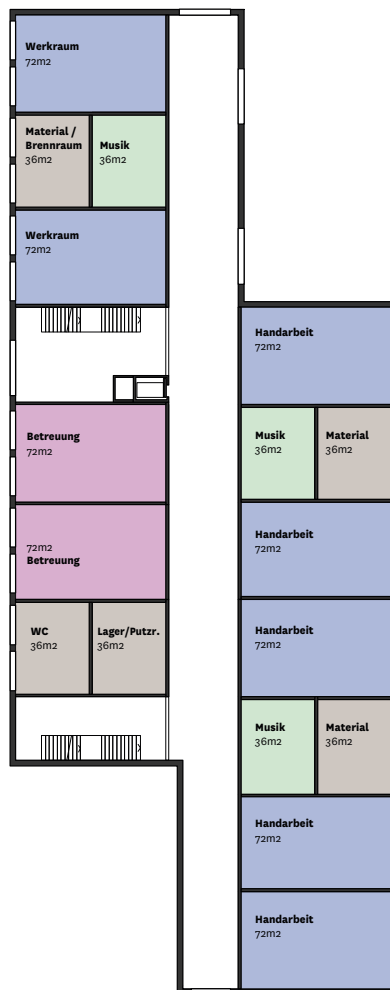 Werkraum
72m2
Material /
Brennraum
36m2
Musik
36m2
Werkraum
72m2
Betreuung
72m2
72m2
Betreuung
WC
36m2
Lager/Putzr.
36m2
Handarbeit
72m2
Musik
36m2
Material
36m2
Handarbeit
72m2
Handarbeit
72m2
Musik
36m2
Material
36m2
Handarbeit
72m2
Handarbeit
72m2